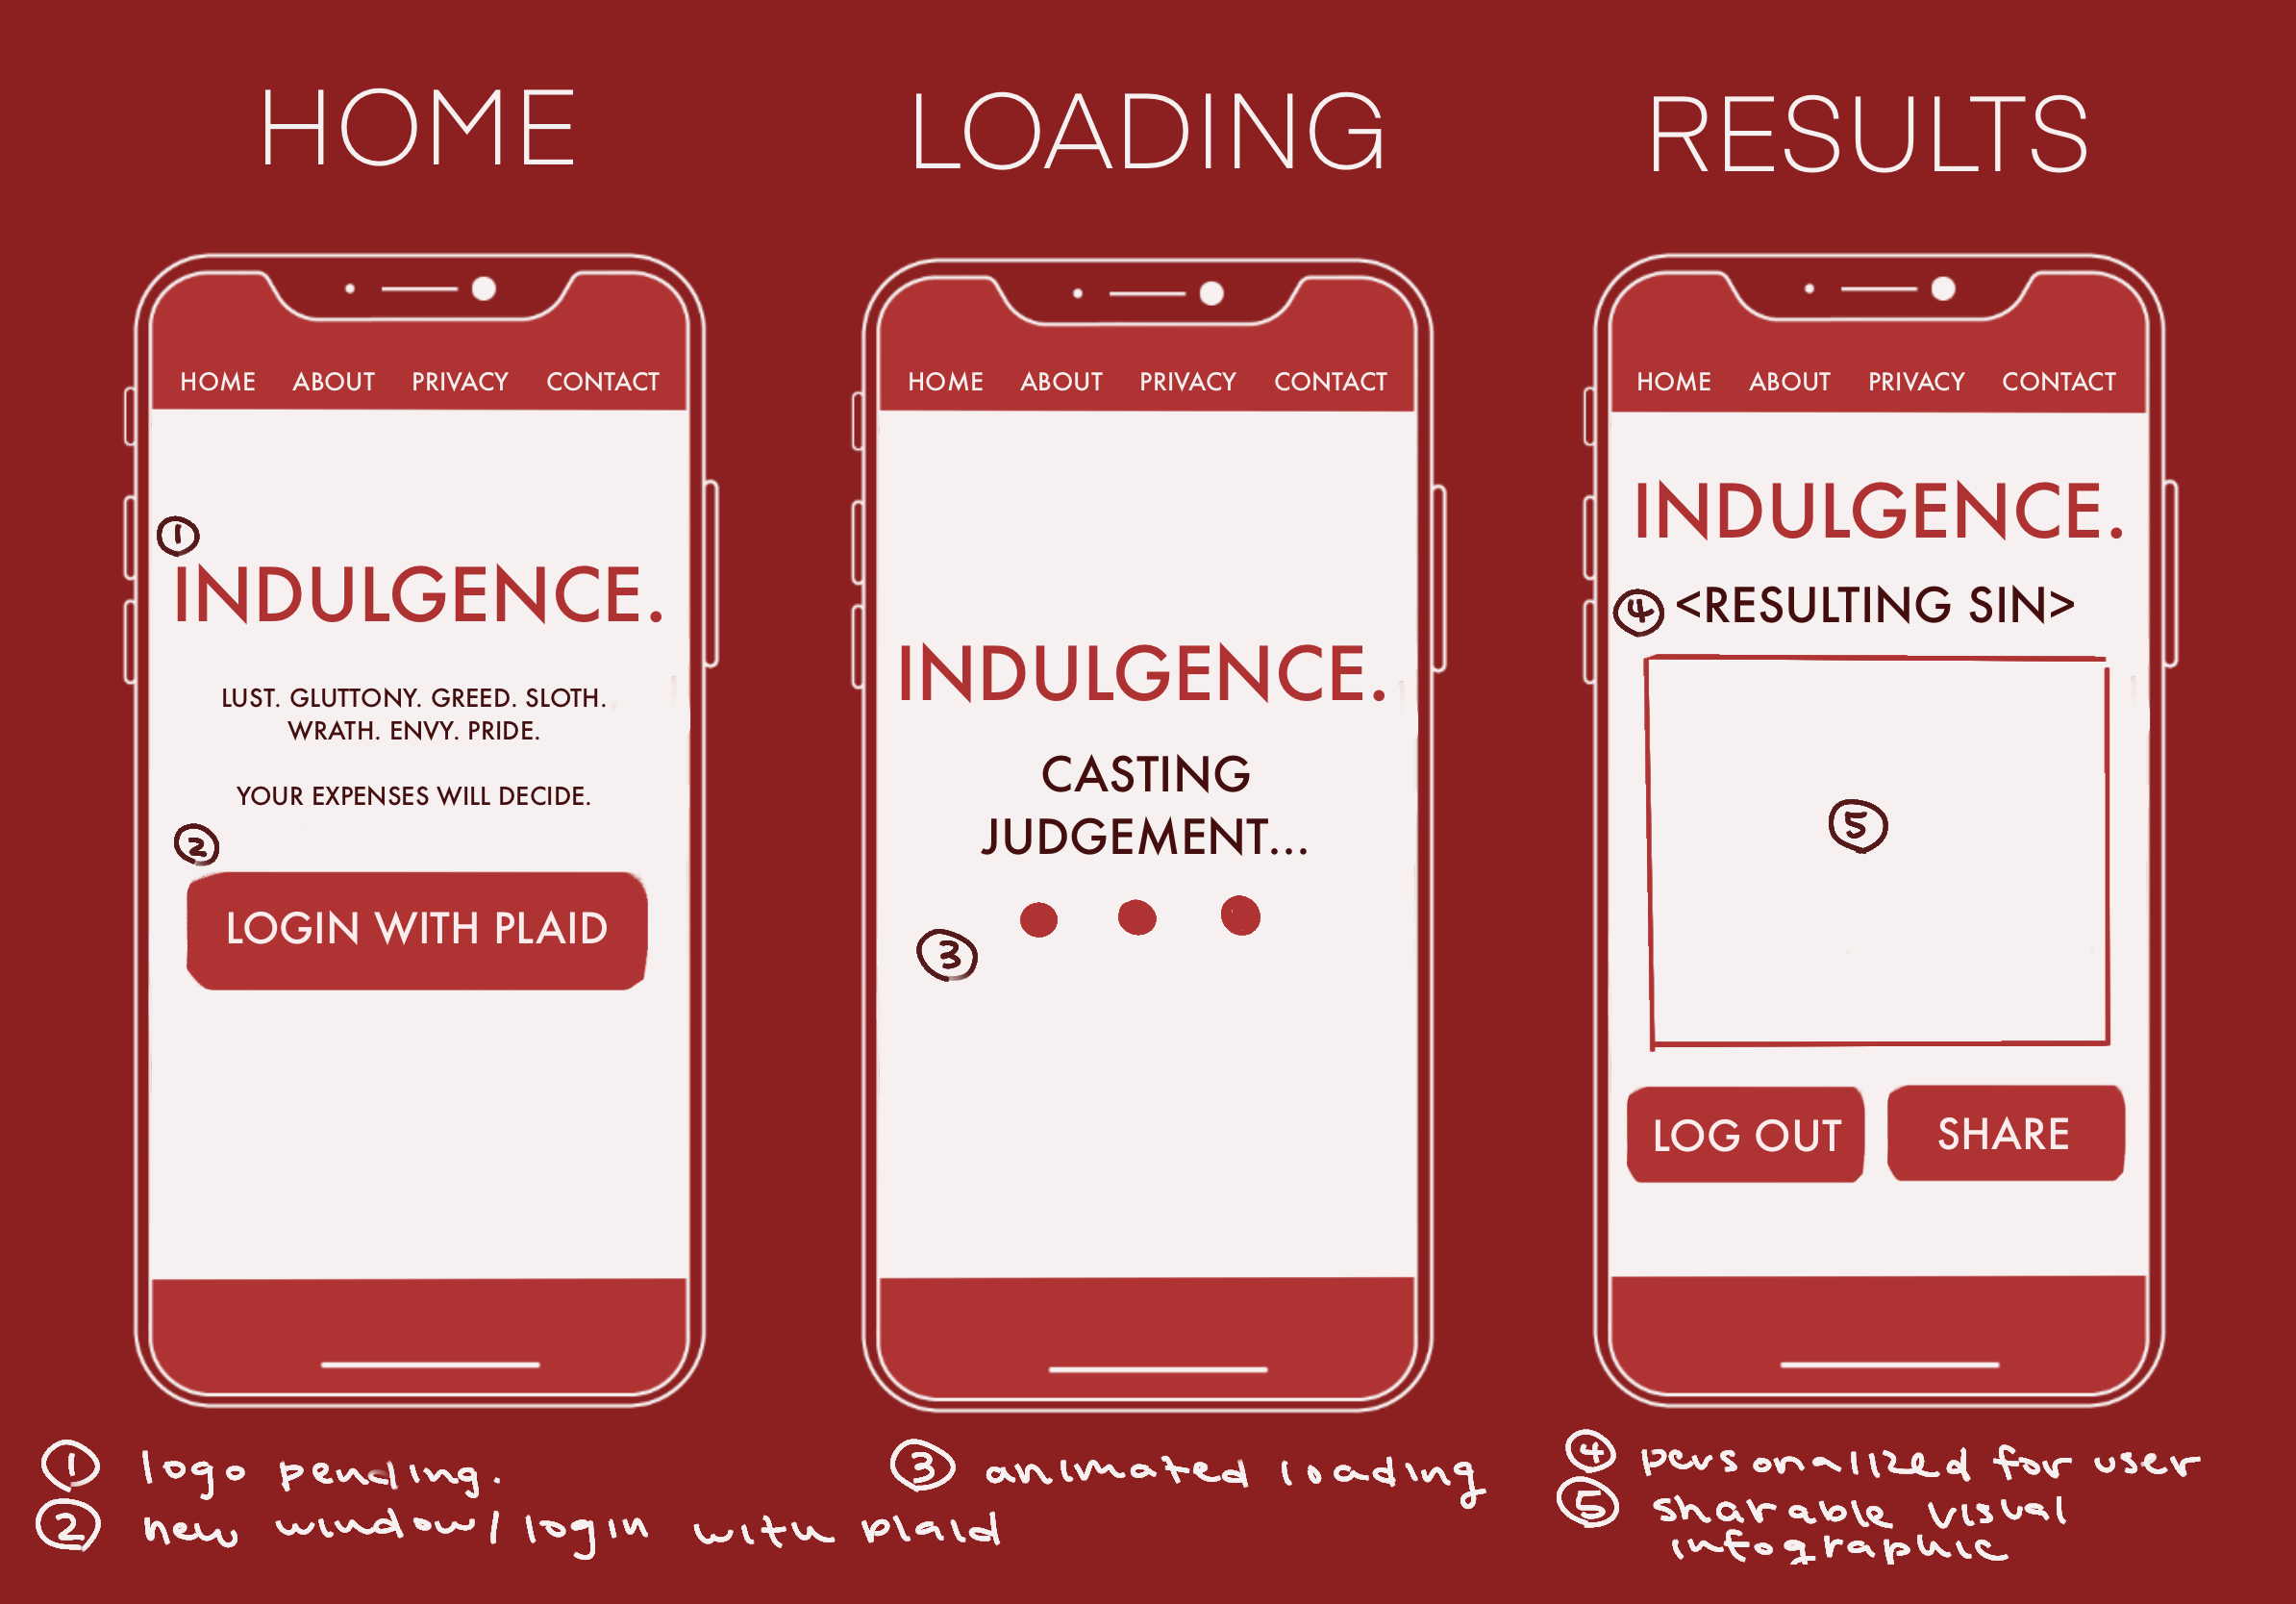 HOME
HOME ABOUT PRIVACY CONTACT
1
INDULGENCE.
LUST. GLUTTONY. GREED. SLOTH.
WRATH. ENVY. PRIDE.
YOUR EXPENSES WILL DECIDE.
2
LOGIN WITH PLAID
1 logo pending.
2 new window/login with plaid
LOADING
HOME ABOUT PRIVACY CONTACT
INDULGENCE.
CASTING
JUDGEMENT...
3
3 animated loading
RESULTS
HOME ABOUT PRIVACY CONTACT
INDULGENCE.
4 <RESULTING SIN>
5
LOG OUT SHARE
4 personalized for user
5 sharable visual
infographic